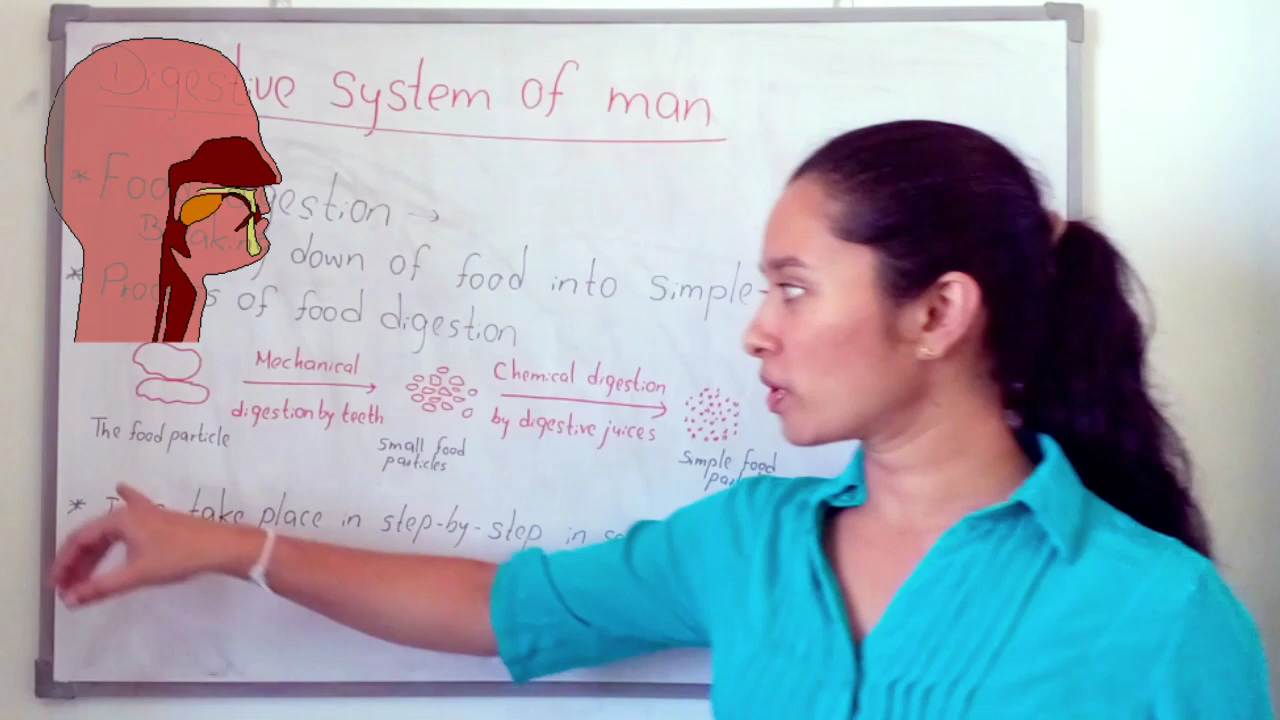 Digestive system of man
* Food digestion →
Breaking down of food into simple-
* Process of food digestion
Mechanical
digestion by teeth
Chemical digestion
by digestive juices
The food particle
small food
particles
Simple food
* take place in step-by-step in